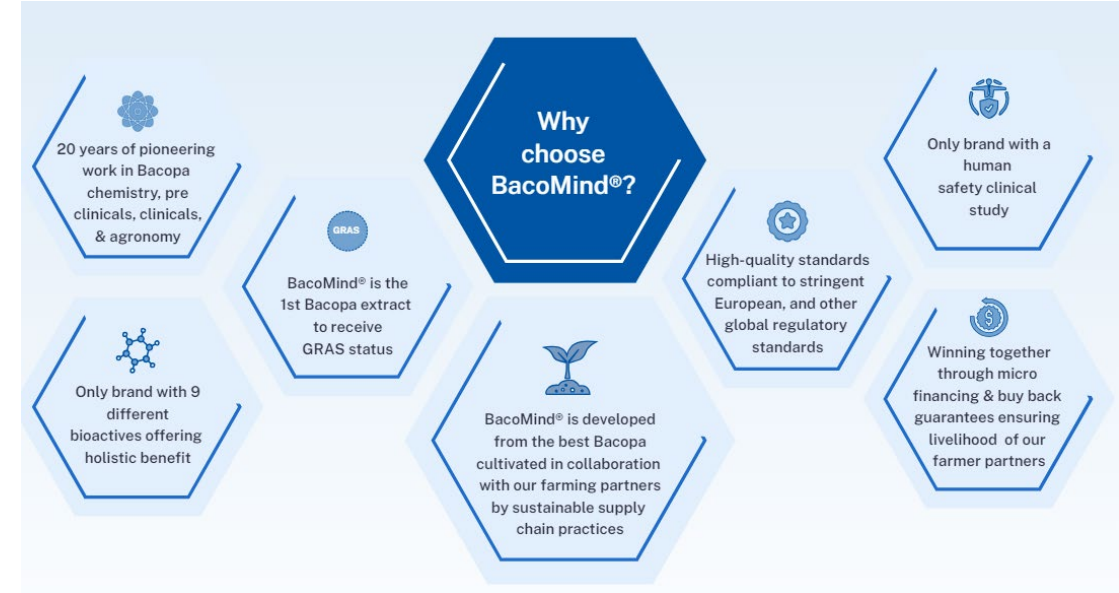 Why
choose
BacoMind®?
20 years of pioneering
work in Bacopa
chemistry, pre
clinicals, clinicals,
& agronomy
GRAS
BacoMind® is the
1st Bacopa extract
to receive
GRAS status
Only brand with 9
different
bioactives offering
holistic benefit
BacoMind® is developed
from the best Bacopa
cultivated in collaboration
with our farming partners
by sustainable supply
chain practices
High-quality standards
compliant to stringent
European, and other
global regulatory
standards
Only brand with a
human
safety clinical
study
$
Winning together
through micro
financing & buy back
guarantees ensuring
livelihood of our
farmer partners